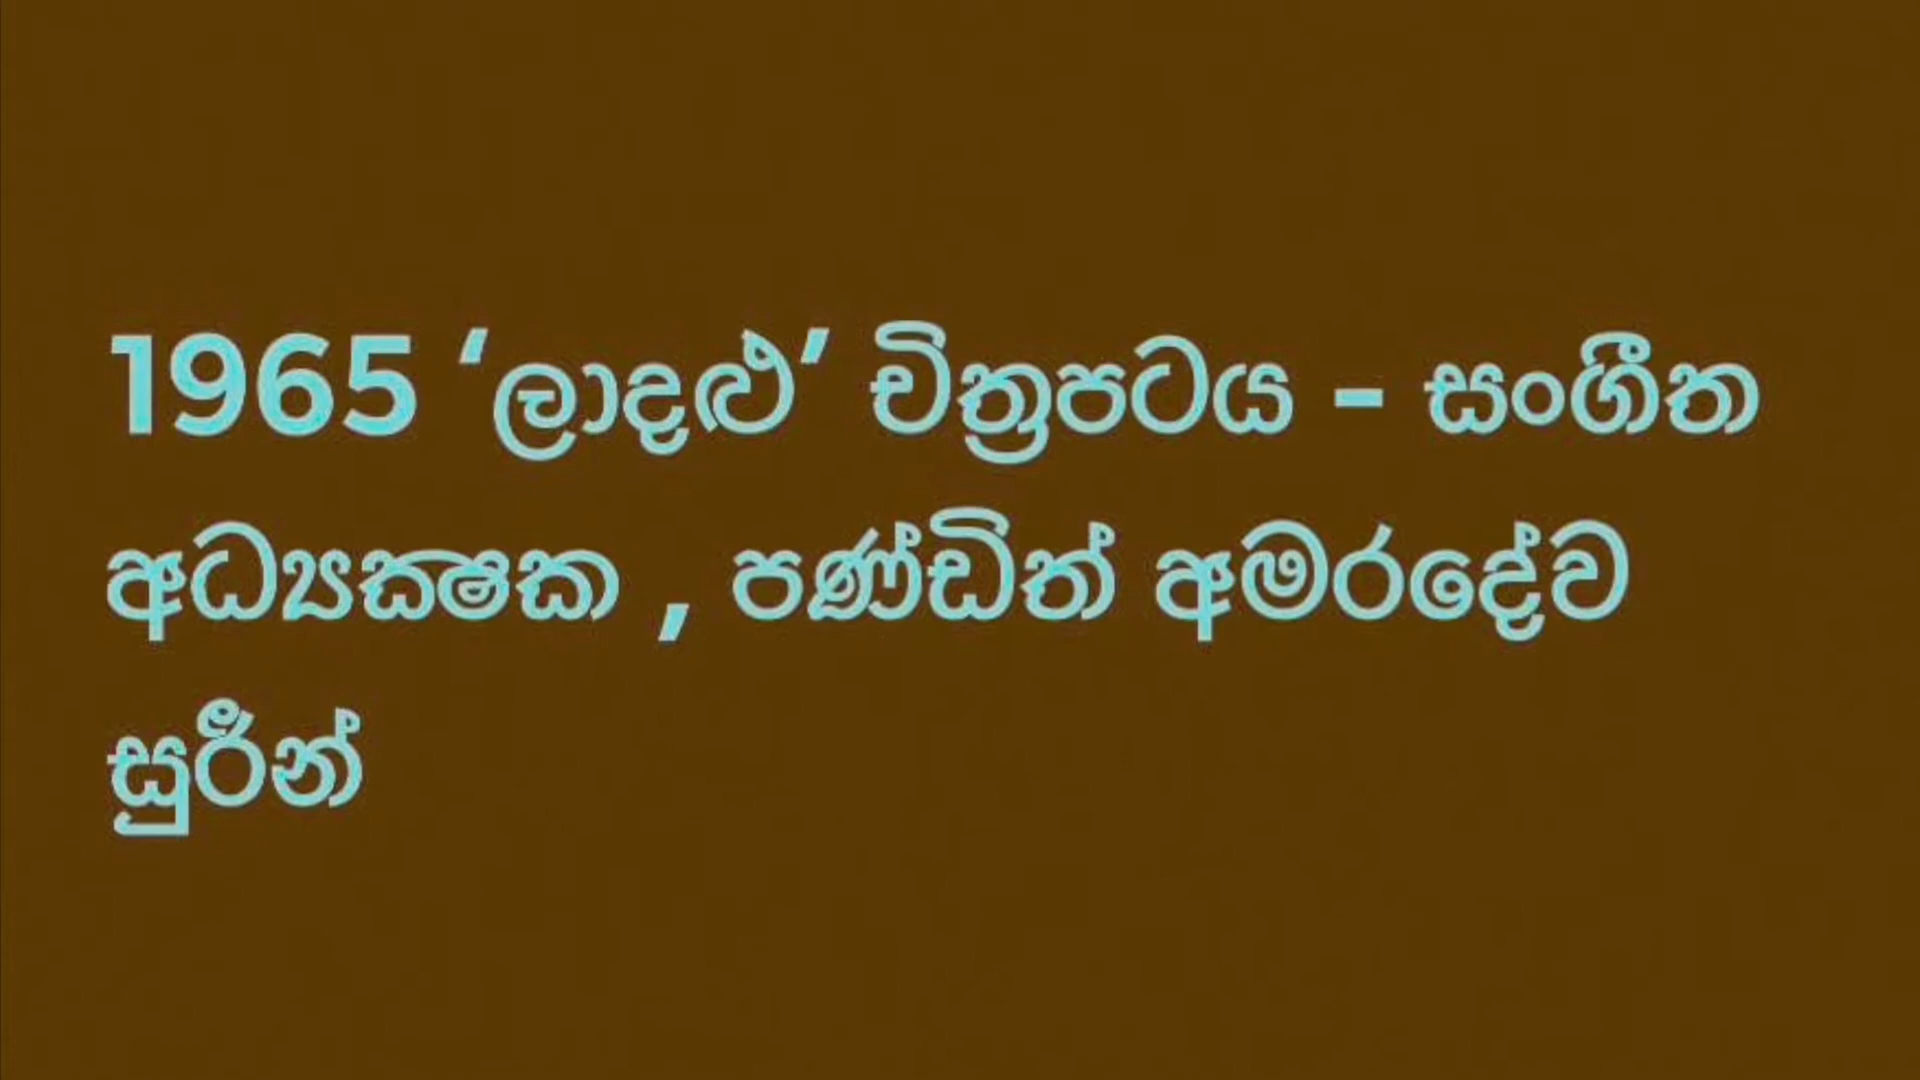 1965 ‘ලාදළු’ චිත්‍රපටය - සංගීත
අධ්‍යක්ෂක , පණ්ඩිත් අමරදේව
සුරීන්